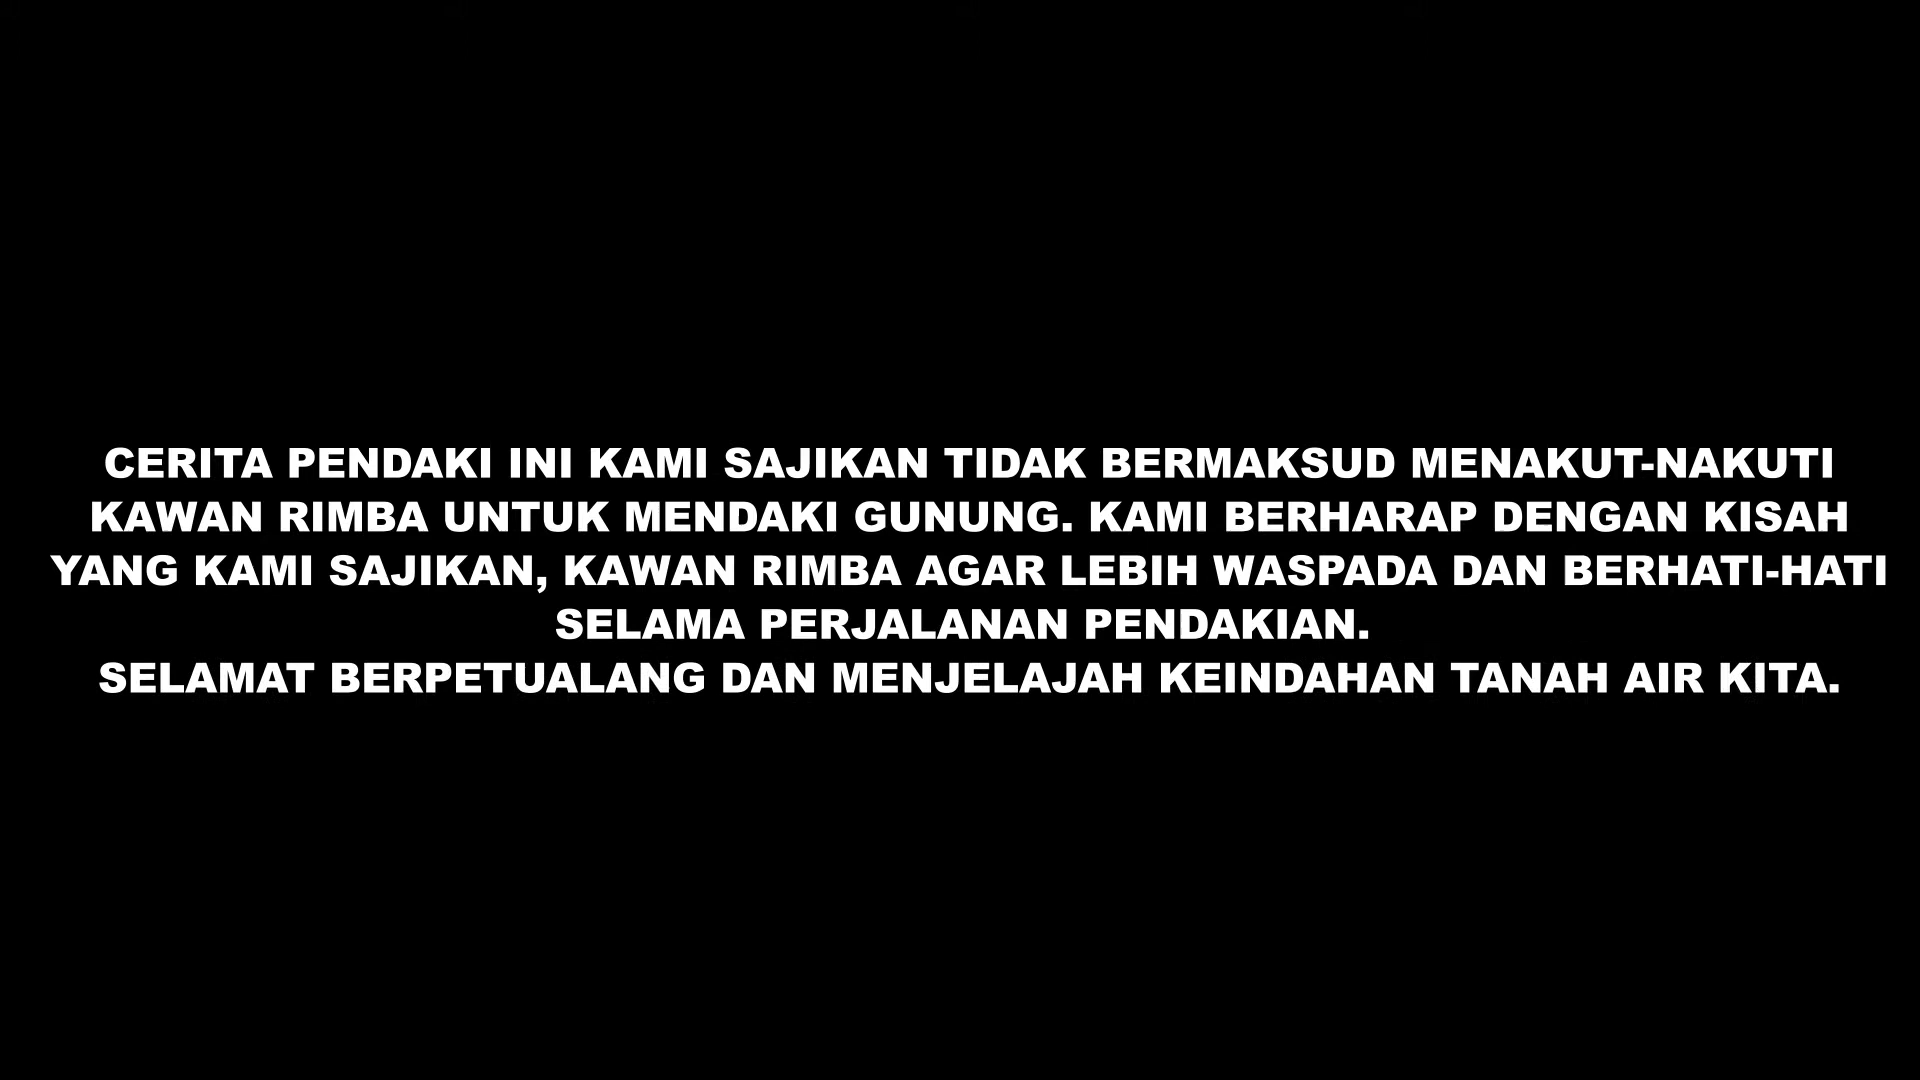 CERITA PENDAKI INI KAMI SAJIKAN TIDAK BERMAKSUD MENAKUT-NAKUTI
KAWAN RIMBA UNTUK MENDAKI GUNUNG. KAMI BERHARAP DENGAN KISAH
YANG KAMI SAJIKAN, KAWAN RIMBA AGAR LEBIH WASPADA DAN BERHATI-HATI
SELAMA PERJALANAN PENDAKIAN.
SELAMAT BERPETUALANG DAN MENJELAJAH KEINDAHAN TANAH AIR KITA.